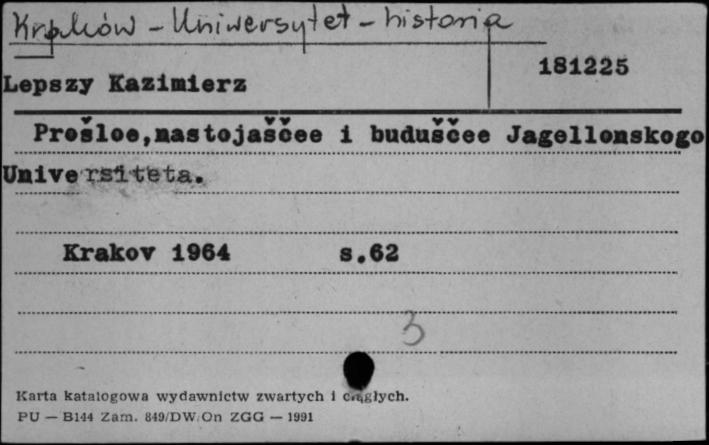 Kraków - Uniwersytet - historia
181225
Lepszy Kazimierz
Prošloe,nastojaščee i buduščee Jagellonskogo
Universiteta.
Krakov 1964 s.62
3
Karta katalogowa wydawnictw zwartych i ciągłych.
PU — B144 Zam. 849/DW/On ZGG — 1991